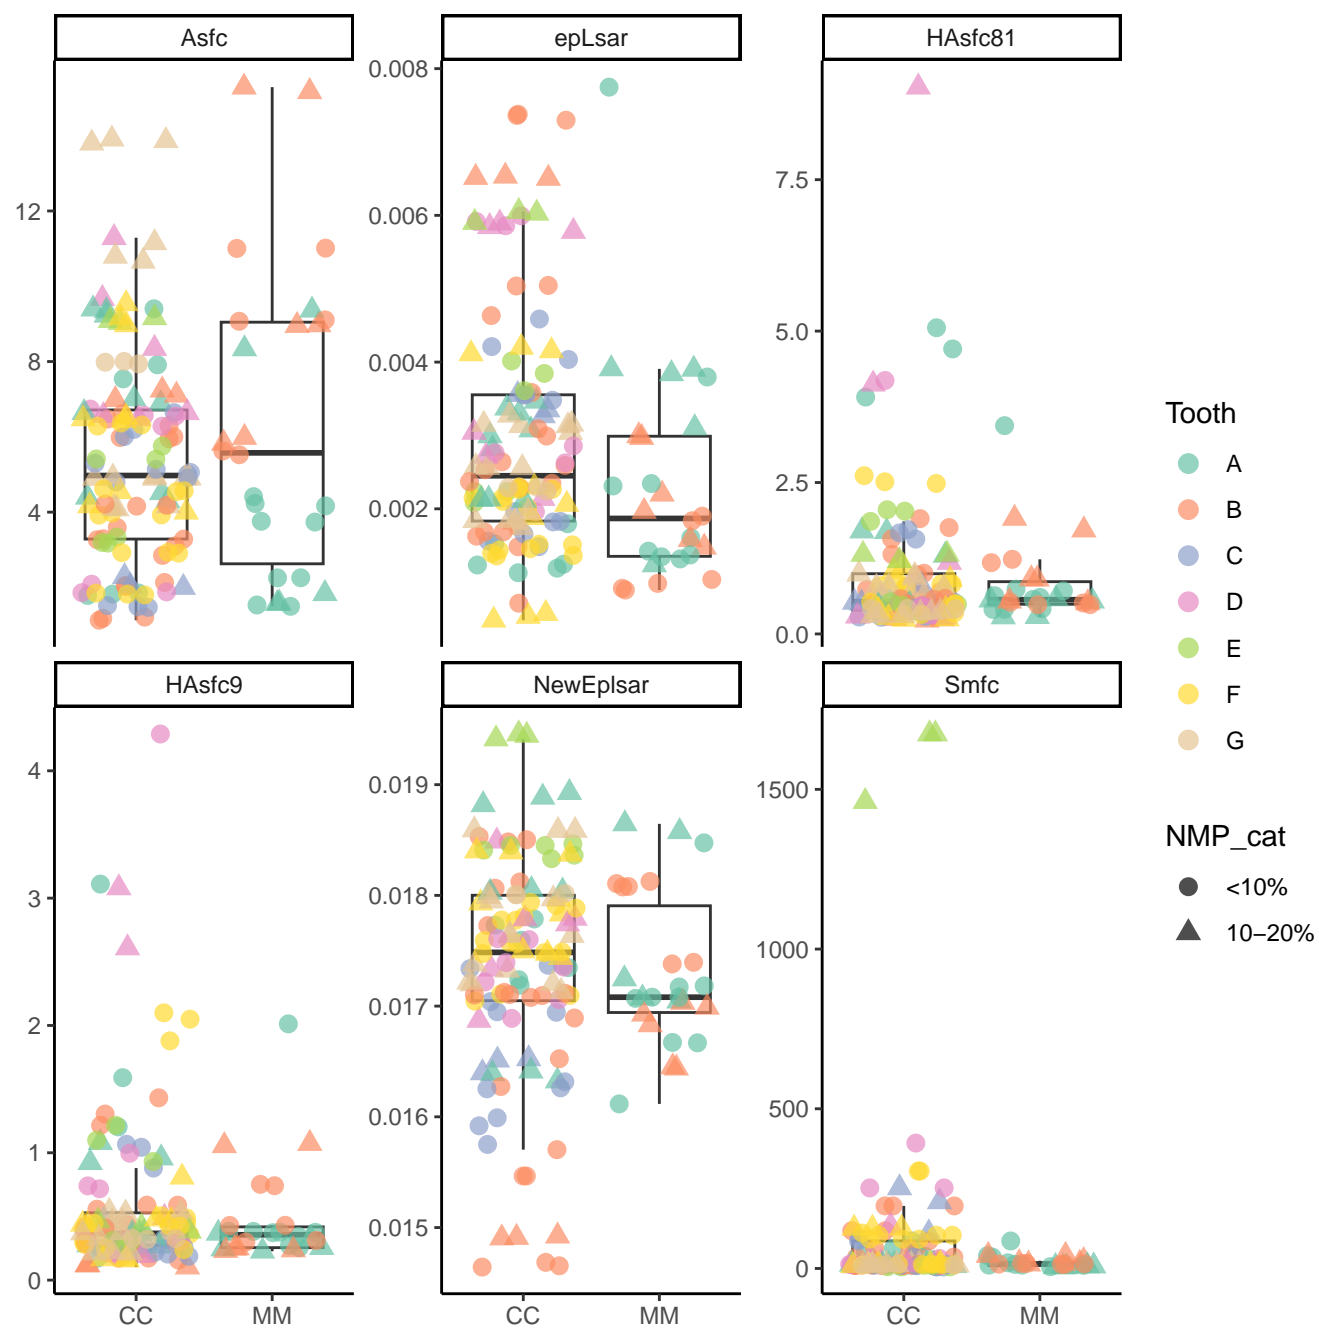 Asfc
epLsar
HAsfc81
12
8
4
0.008
0.006
0.004
0.002
7.5
5.0
2.5
0.0
HAsfc9
NewEplsar
Smfc
4
3
2
1
0
0.019
0.018
0.017
0.016
0.015
1500
1000
500
0
CC
MM
CC
MM
CC
MM
Tooth
A
B
C
D
E
F
G
NMP_cat
<10%
10−20%